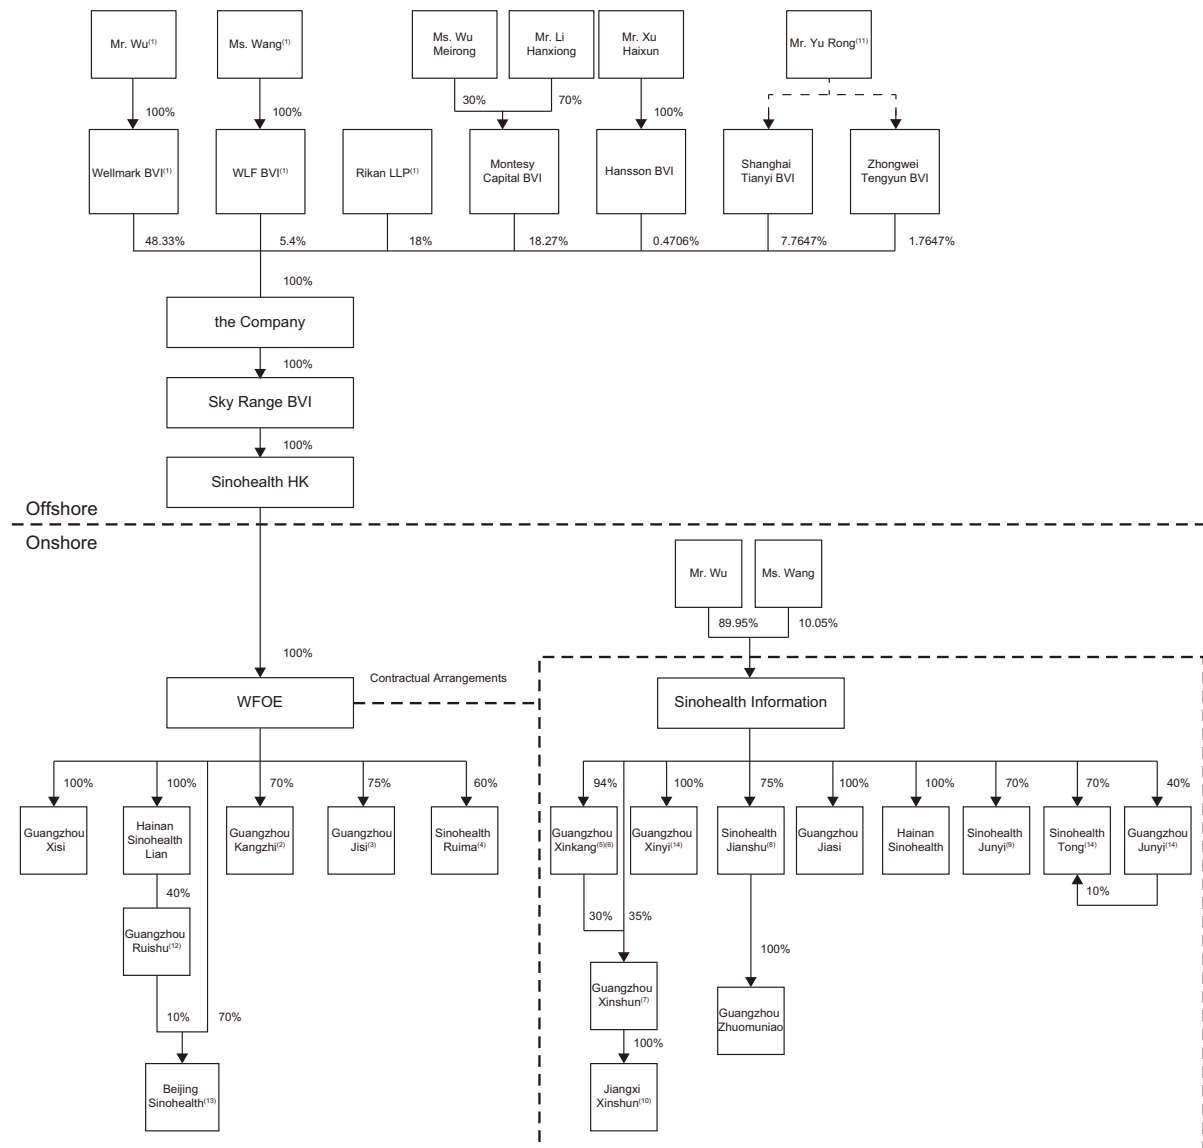 Mr. Wu(1)
Ms. Wang(1)
Ms. Wu
Meirong
Mr. Li
Hanxiong
Mr. Xu
Haixun
Mr. Yu Rong(11)
100%
100%
30%
70%
100%
Wellmark BVI(1)
WLF BVI(1)
Rikan LLP(1)
Montesy
Capital BVI
Hansson BVI
Shanghai
Tianyi BVI
Zhongwei
Tengyun BVI
48.33%
5.4%
18%
18.27%
0.4706%
7.7647%
1.7647%
100%
the Company
100%
Sky Range BVI
100%
Sinohealth HK
Offshore
Onshore
Mr. Wu
Ms. Wang
89.95%
10.05%
100%
Contractual Arrangements
WFOE
Sinohealth Information
100%
100%
70%
75%
60%
94%
100%
75%
100%
100%
70%
70%
40%
Guangzhou
Xisi
Hainan
Sinohealth
Lian
Guangzhou
Kangzhi(2)
Guangzhou
Jisi(3)
Sinohealth
Ruima(4)
Guangzhou
Xinkang(5)(6)
Guangzhou
Xinyi(14)
Sinohealth
Jianshu(8)
Guangzhou
Jiasi
Hainan
Sinohealth
Sinohealth
Junyi(9)
Sinohealth
Tong(14)
Guangzhou
Junyi(14)
40%
10%
30%
35%
Guangzhou
Ruishu(12)
100%
Guangzhou
Xinshun(7)
Guangzhou
Zhuomuniao
10%
70%
100%
Beijing
Sinohealth(13)
Jiangxi
Xinshun(10)